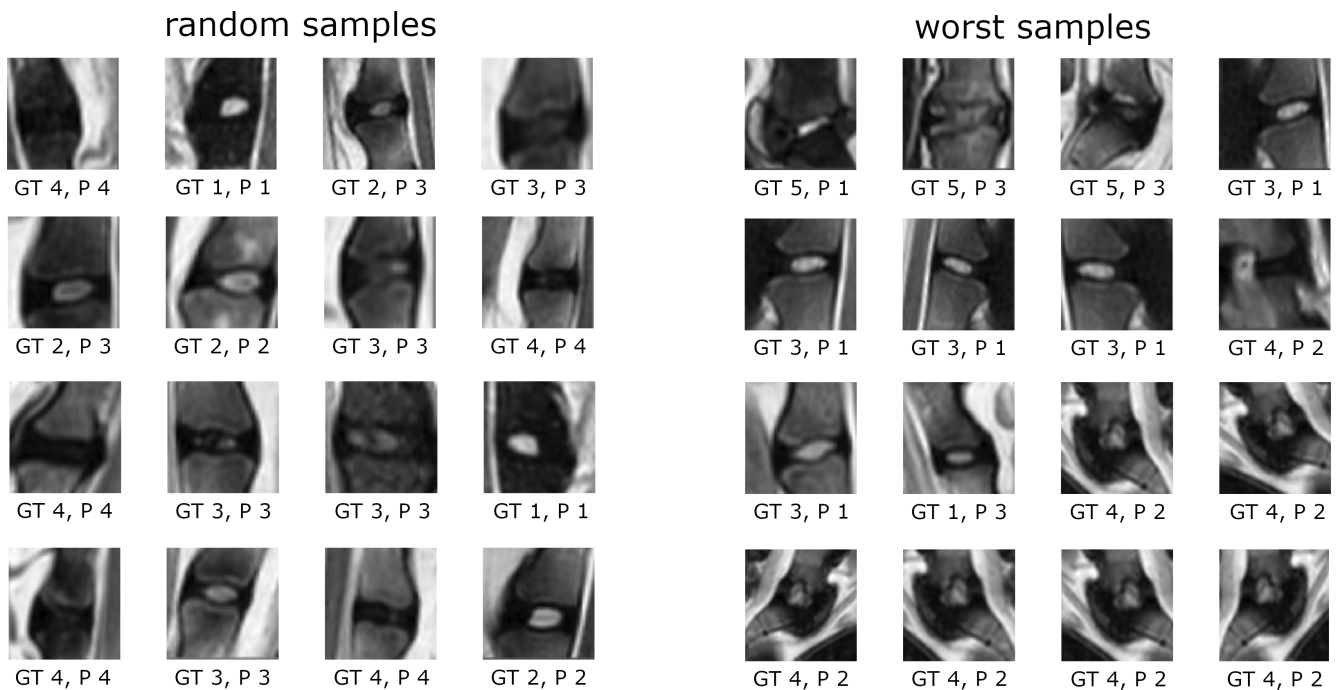 random samples
GT 4, P 4
GT 1, P 1
GT 2, P 3
GT 3, P 3
GT 2, P 3
GT 2, P 2
GT 3, P 3
GT 4, P 4
GT 4, P 4
GT 3, P 3
GT 3, P 3
GT 1, P 1
GT 4, P 4
GT 3, P 3
GT 4, P 4
GT 2, P 2
worst samples
GT 5, P 1
GT 5, P 3
GT 5, P 3
GT 3, P 1
GT 3, P 1
GT 3, P 1
GT 3, P 1
GT 4, P 2
GT 3, P 1
GT 1, P 3
GT 4, P 2
GT 4, P 2
GT 4, P 2
GT 4, P 2
GT 4, P 2
GT 4, P 2